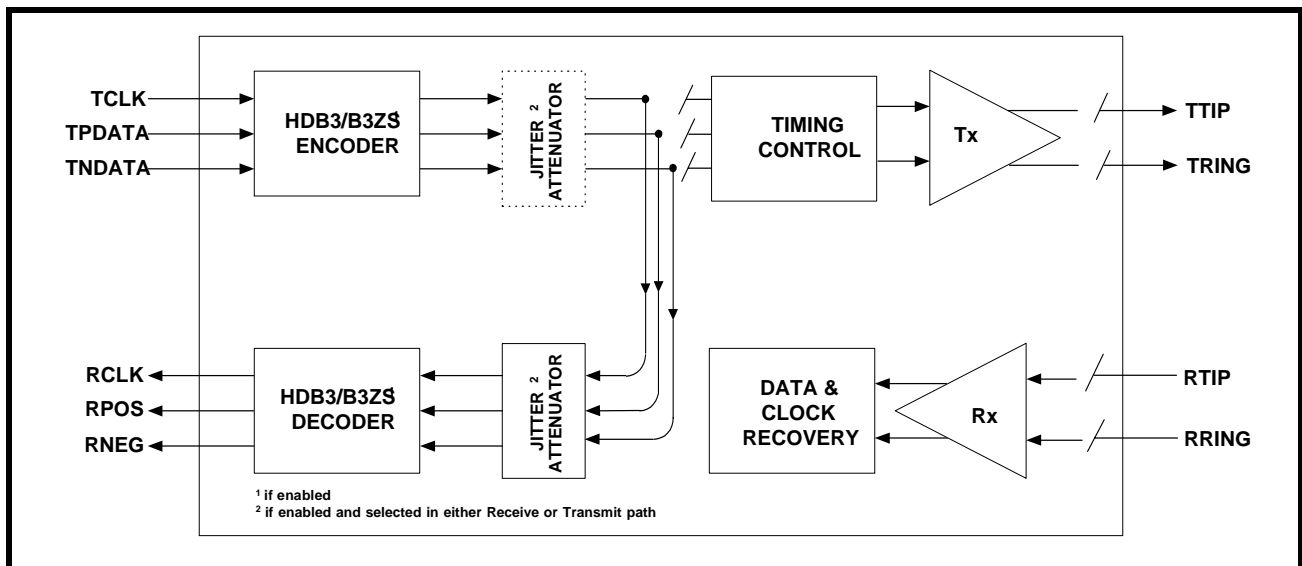 TCLK
TPDATA
TNDATA
HDB3/B3ZS1
ENCODER
JITTER 2
ATTENUATOR
TIMING
CONTROL
Tx
TTIP
TRING
RCLK
RPOS
RNEG
HDB3/B3ZS1
DECODER
JITTER 2
ATTENUATOR
DATA &
CLOCK
RECOVERY
Rx
RTIP
RRING
1 if enabled
2 if enabled and selected in either Receive or Transmit path